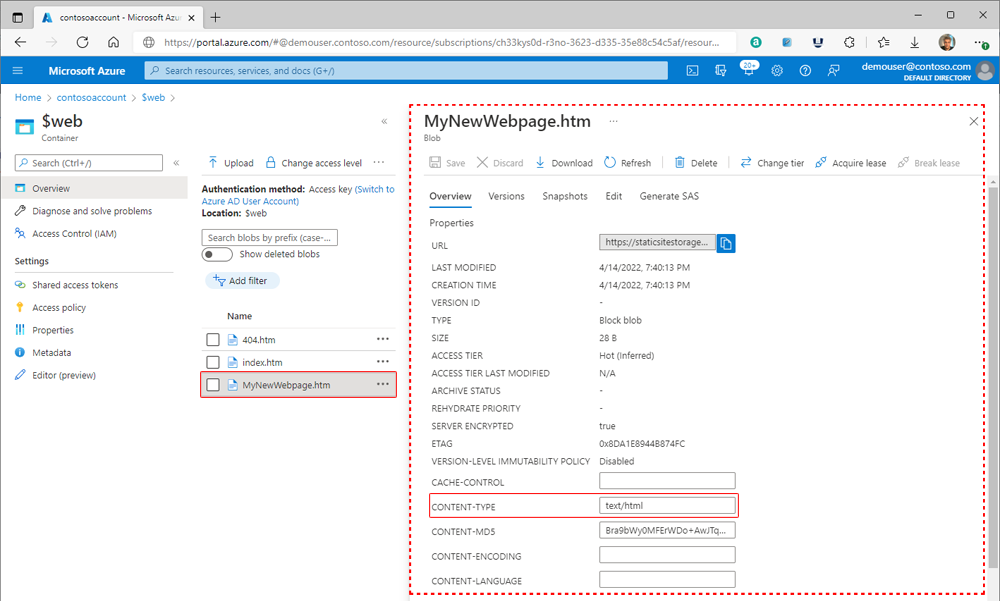 contosoaccount - Microsoft Azu
https://portal.azure.com/#@demouser.contoso.com/resource/subscriptions/ch33kys0d-r3no-3623-d335-35e88c54c5af/resour...
Microsoft Azure
Search resources, services, and docs (G+/)
20+
demouser@contoso.com
DEFAULT DIRECTORY
Home > contosoaccount > $web >
$web
Container
«
Search (Ctrl+/)
«
Overview
Diagnose and solve problems
Access Control (IAM)
Settings
Shared access tokens
Access policy
Properties
Metadata
Editor (preview)
Upload Change access level ...
Authentication method: Access key (Switch to
Azure AD User Account)
Location: $web
Search blobs by prefix (case-...
Show deleted blobs
Add filter
Name
404.htm ...
index.htm ...
MyNewWebpage.htm ...
MyNewWebpage.htm ...
Blob
Save Discard Download Refresh Delete Change tier Acquire lease Break lease
Overview Versions Snapshots Edit Generate SAS
Properties
URL https://staticsitestorage...
LAST MODIFIED 4/14/2022, 7:40:13 PM
CREATION TIME 4/14/2022, 7:40:13 PM
VERSION ID -
TYPE Block blob
SIZE 28 B
ACCESS TIER Hot (Inferred)
ACCESS TIER LAST MODIFIED N/A
ARCHIVE STATUS -
REHYDRATE PRIORITY -
SERVER ENCRYPTED true
ETAG 0x8DA1E8944B874FC
VERSION-LEVEL IMMUTABILITY POLICY Disabled
CACHE-CONTROL
CONTENT-TYPE text/html
CONTENT-MD5 Bra9bWy0MFErWDo+AwJTq...
CONTENT-ENCODING
CONTENT-LANGUAGE